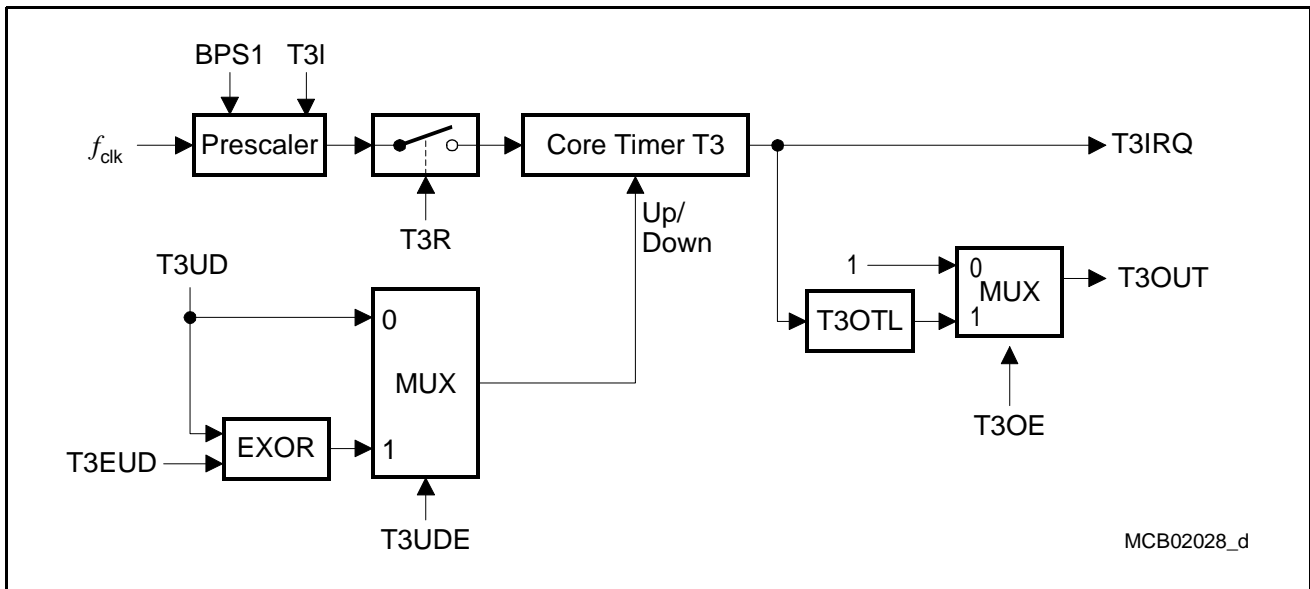 BPS1 T3I
fclk
Prescaler
Core Timer T3
T3IRQ
T3R
Up/
Down
T3UD
0
MUX
1
EXOR
T3EUD
T3UDE
1
0
MUX
1
T3OUT
T3OTL
T3OE
MCB02028_d